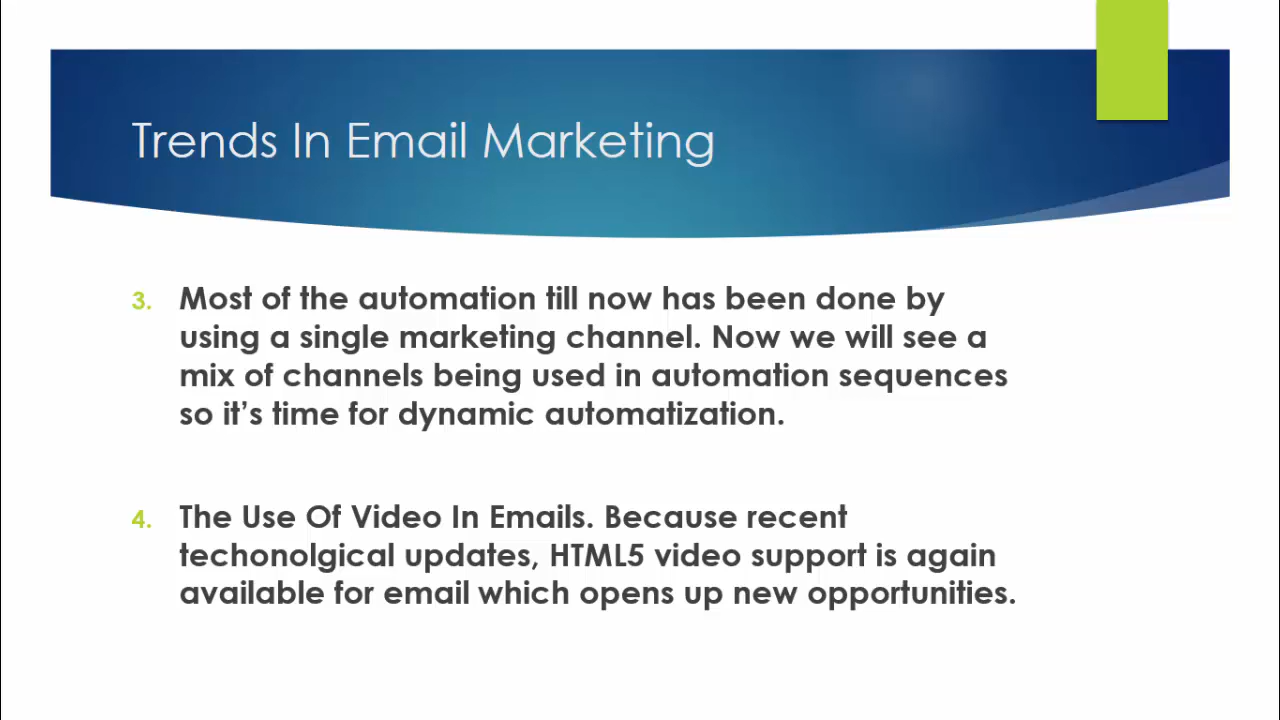 Trends In Email Marketing
3. Most of the automation till now has been done by
using a single marketing channel. Now we will see a
mix of channels being used in automation sequences
so it’s time for dynamic automatization.
4. The Use Of Video In Emails. Because recent
techonolgical updates, HTML5 video support is again
available for email which opens up new opportunities.